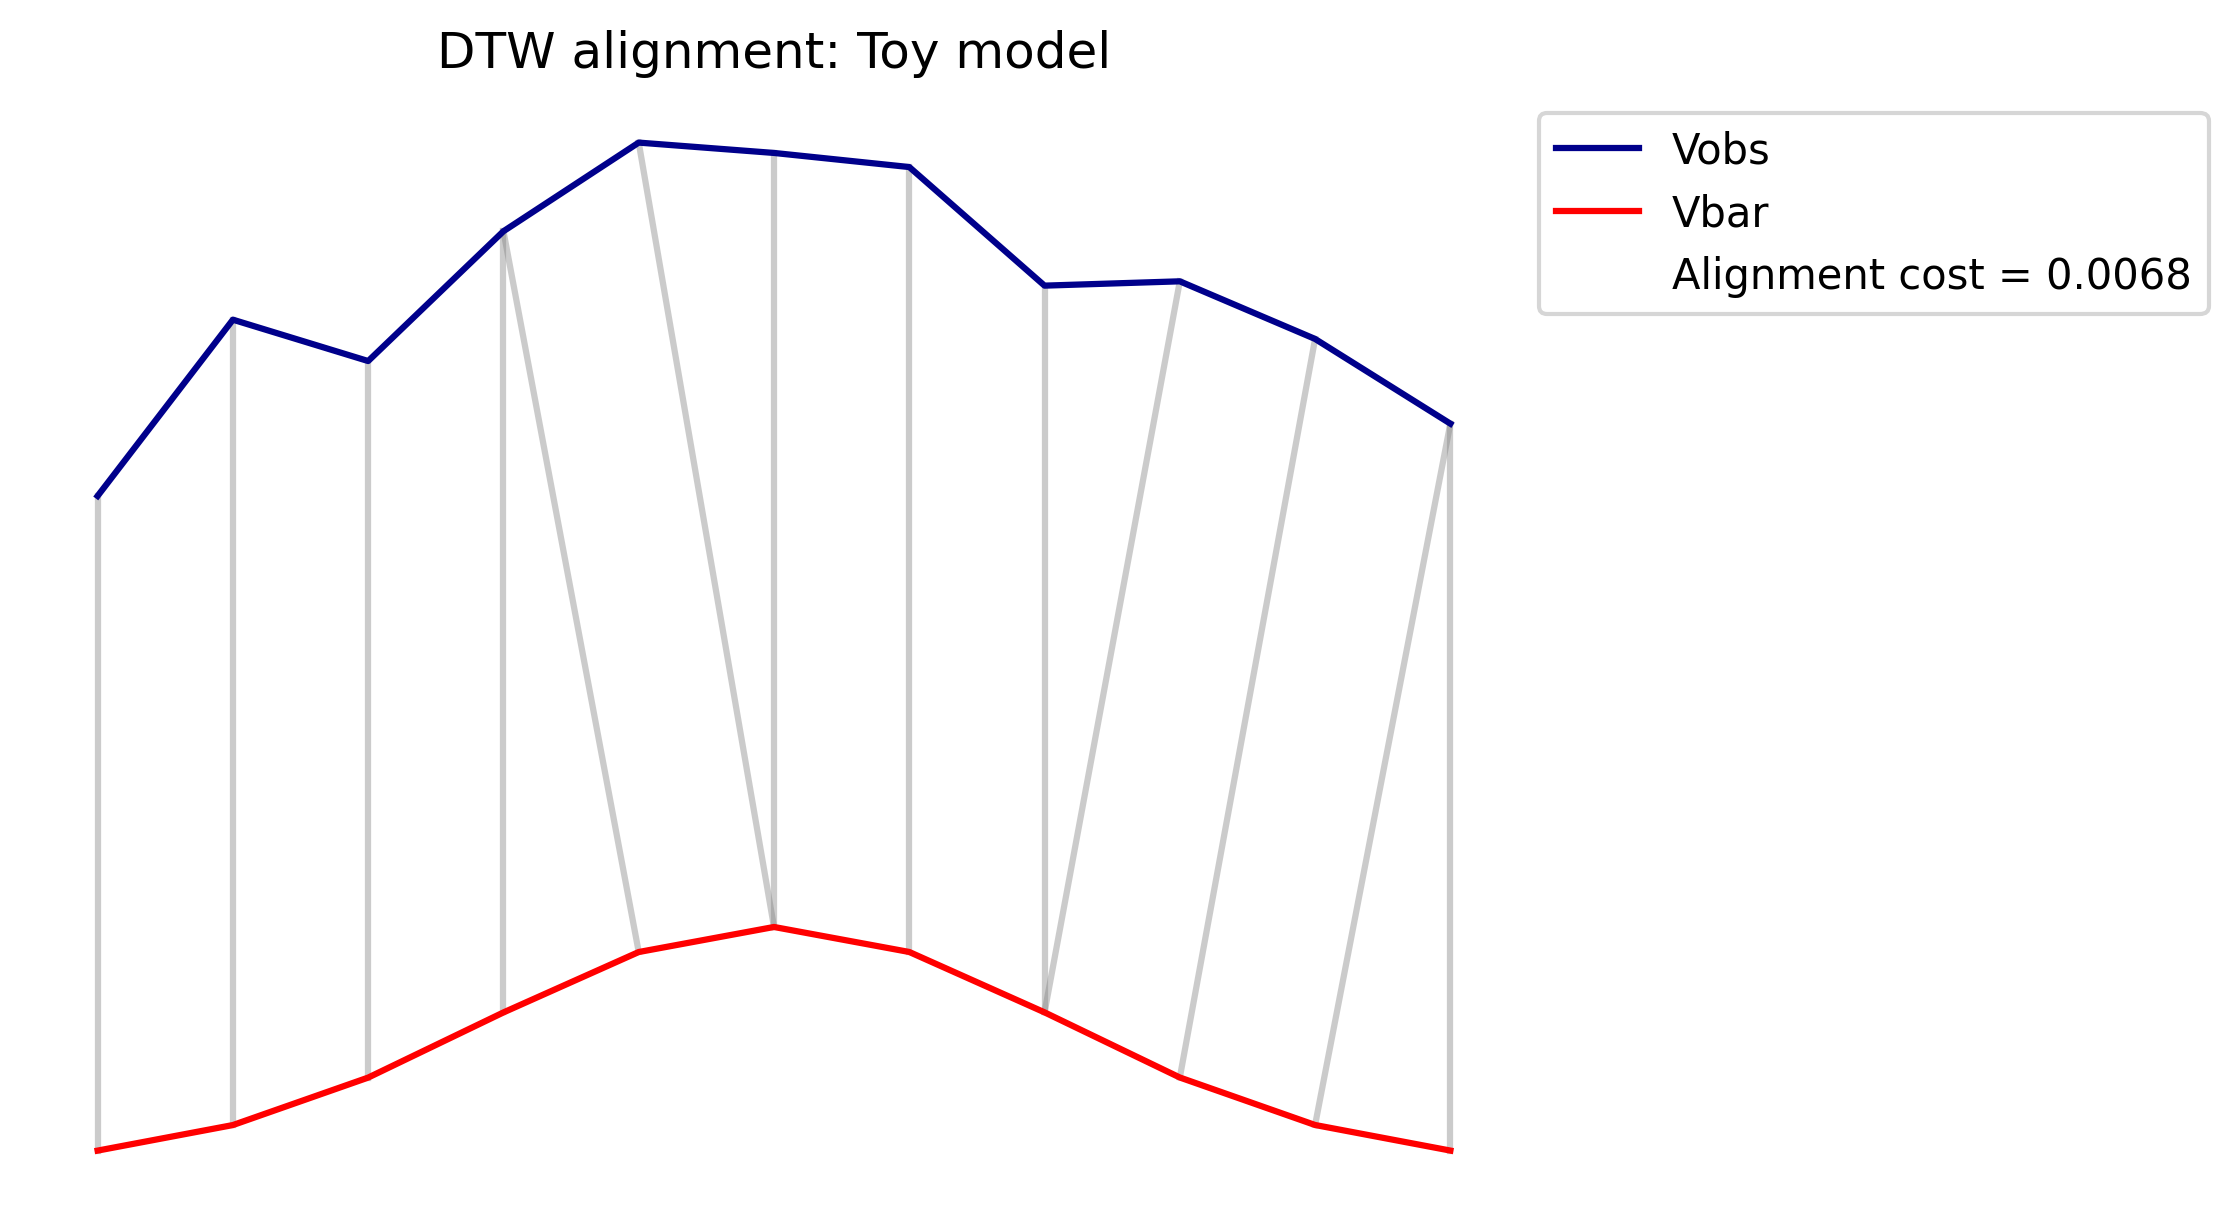 DTW alignment: Toy model
Vobs
Vbar
Alignment cost = 0.0068